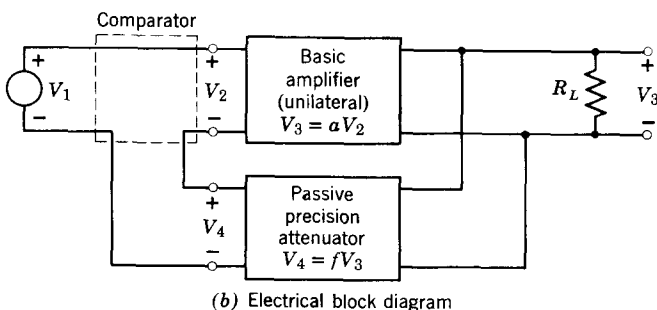 Comparator
+
V1
−
+
V2
−
Basic
amplifier
(unilateral)
V3 = aV2
RL
+
V3
−
+
V4
−
Passive
precision
attenuator
V4 = fV3
(b) Electrical block diagram